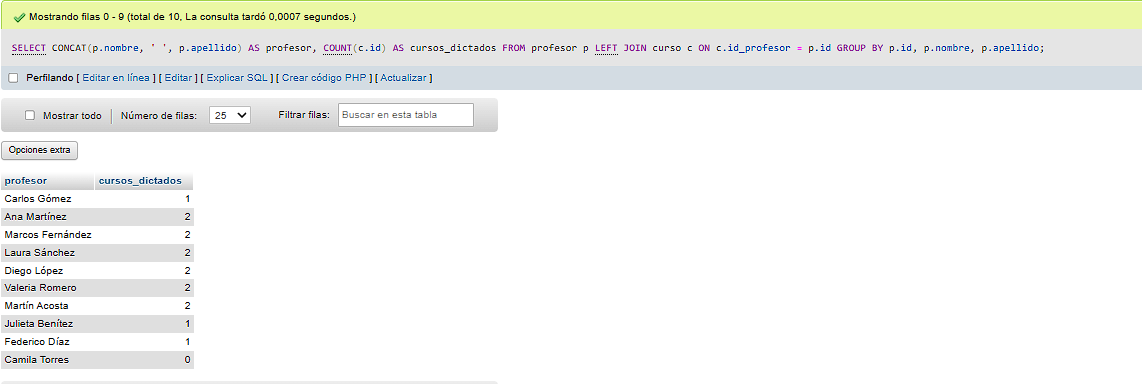 Mostrando filas 0 - 9 (total de 10, La consulta tardó 0,0007 segundos.)
SELECT CONCAT(p.nombre, ' ', p.apellido) AS profesor, COUNT(c.id) AS cursos_dictados FROM profesor p LEFT JOIN curso c ON c.id_profesor = p.id GROUP BY p.id, p.nombre, p.apellido;
Perfilando [ Editar en línea ] [ Editar ] [ Explicar SQL ] [ Crear código PHP ] [ Actualizar ]
Mostrar todo Número de filas: 25 Filtrar filas: Buscar en esta tabla
Opciones extra
profesor cursos_dictados
Carlos Gómez 1
Ana Martínez 2
Marcos Fernández 2
Laura Sánchez 2
Diego López 2
Valeria Romero 2
Martín Acosta 2
Julieta Benítez 1
Federico Díaz 1
Camila Torres 0